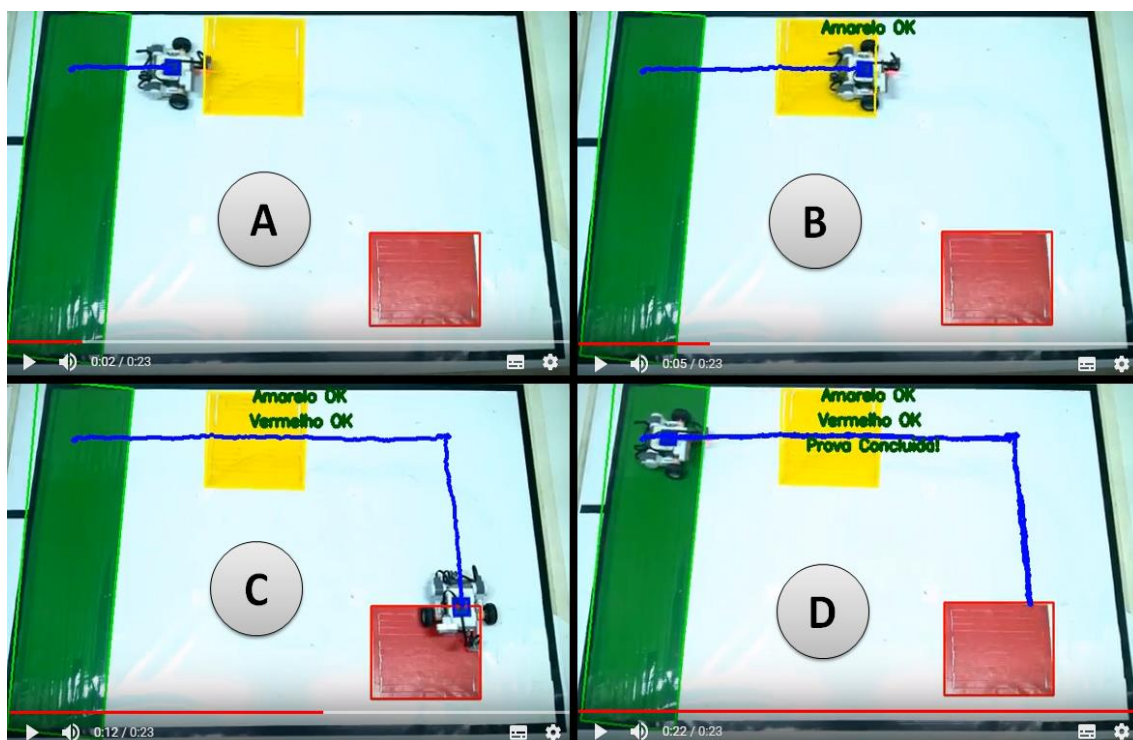 A
0:02 / 0:23
Amarelo OK
B
0:05 / 0:23
Amarelo OK
Vermelho OK
C
0:12 / 0:23
Amarelo OK
Vermelho OK
Prova Concluida!
D
0:22 / 0:23